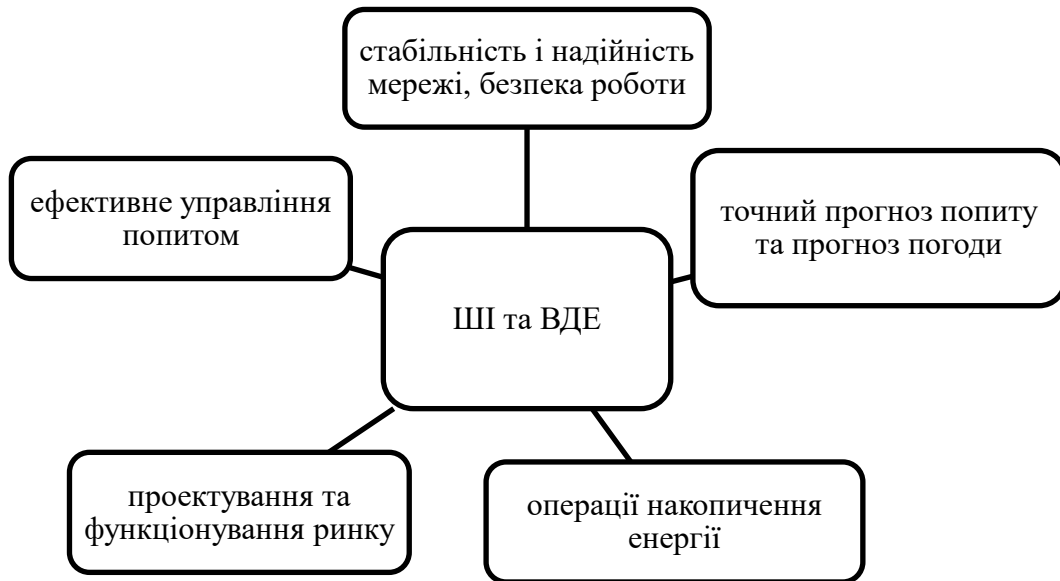 стабільність і надійність
мережі, безпека роботи
ефективне управління
попитом
точний прогноз попиту
та прогноз погоди
ШІ та ВДЕ
проектування та
функціонування ринку
операції накопичення
енергії